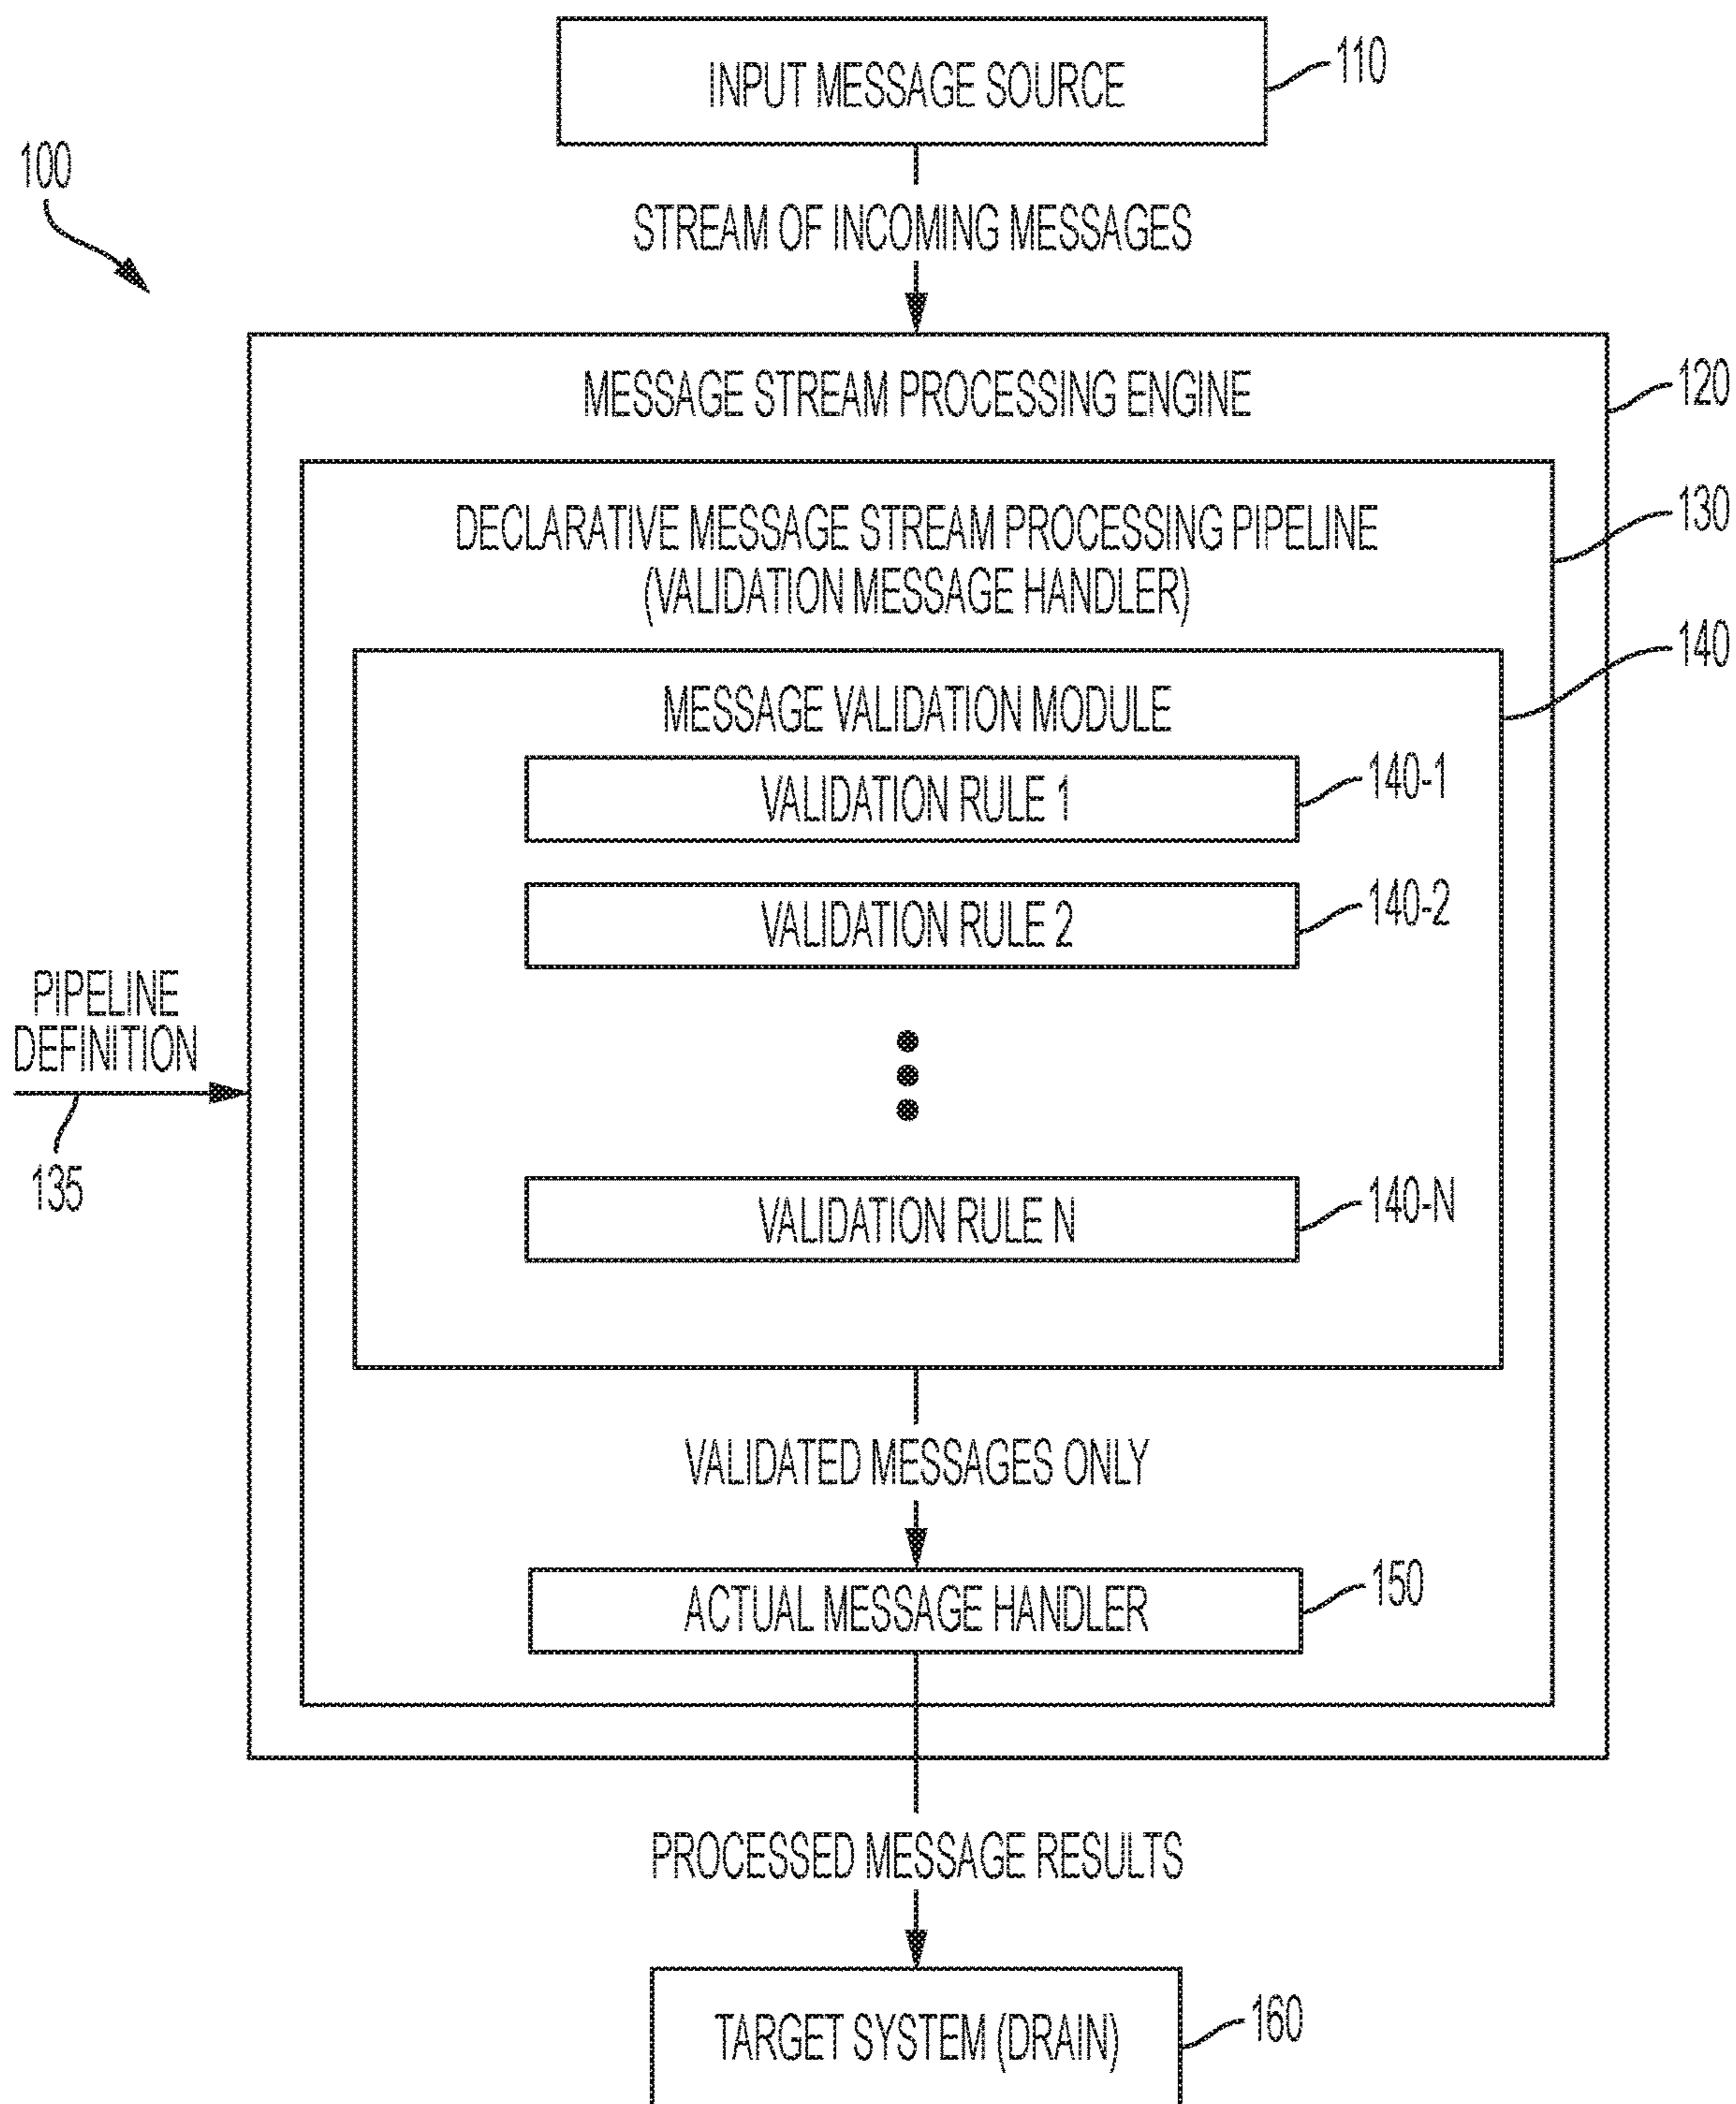 INPUT MESSAGE SOURCE
110
100
STREAM OF INCOMING MESSAGES
MESSAGE STREAM PROCESSING ENGINE
120
DECLARATIVE MESSAGE STREAM PROCESSING PIPELINE
(VALIDATION MESSAGE HANDLER)
130
140
MESSAGE VALIDATION MODULE
VALIDATION RULE 1
140-1
VALIDATION RULE 2
140-2
PIPELINE
DEFINITION
135
VALIDATION RULE N
140-N
VALIDATED MESSAGES ONLY
ACTUAL MESSAGE HANDLER
150
PROCESSED MESSAGE RESULTS
TARGET SYSTEM (DRAIN)
160